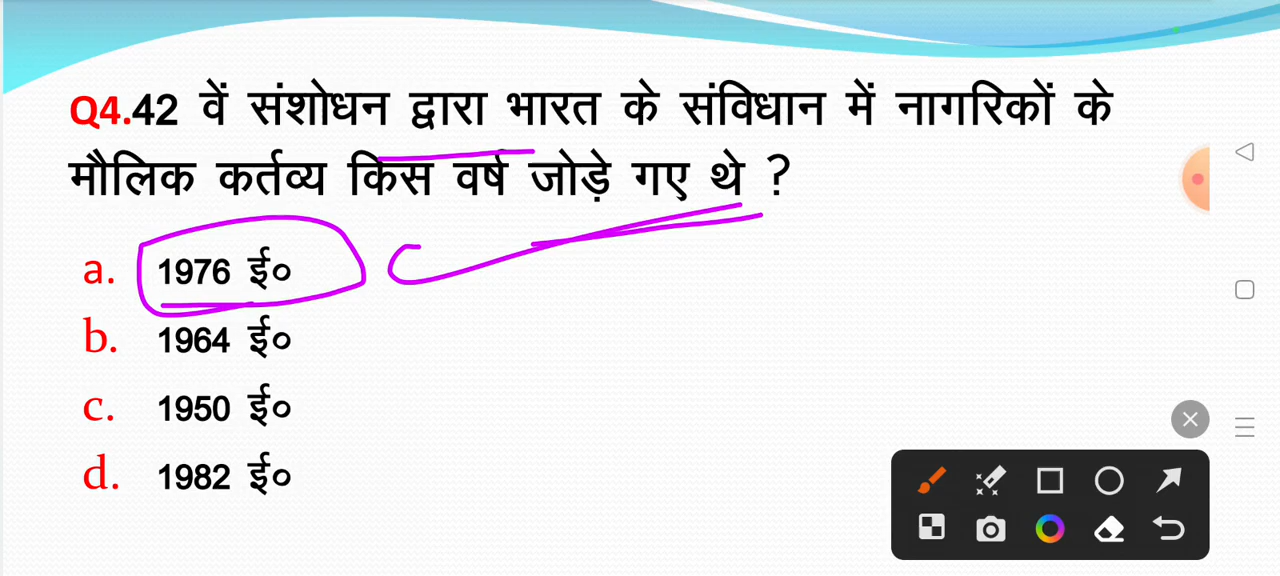 Q4.42 वें संशोधन द्वारा भारत के संविधान में नागरिकों के
मौलिक कर्तव्य किस वर्ष जोड़े गए थे ?
a. 1976 ई०
b. 1964 ई०
c. 1950 ई०
d. 1982 ई०